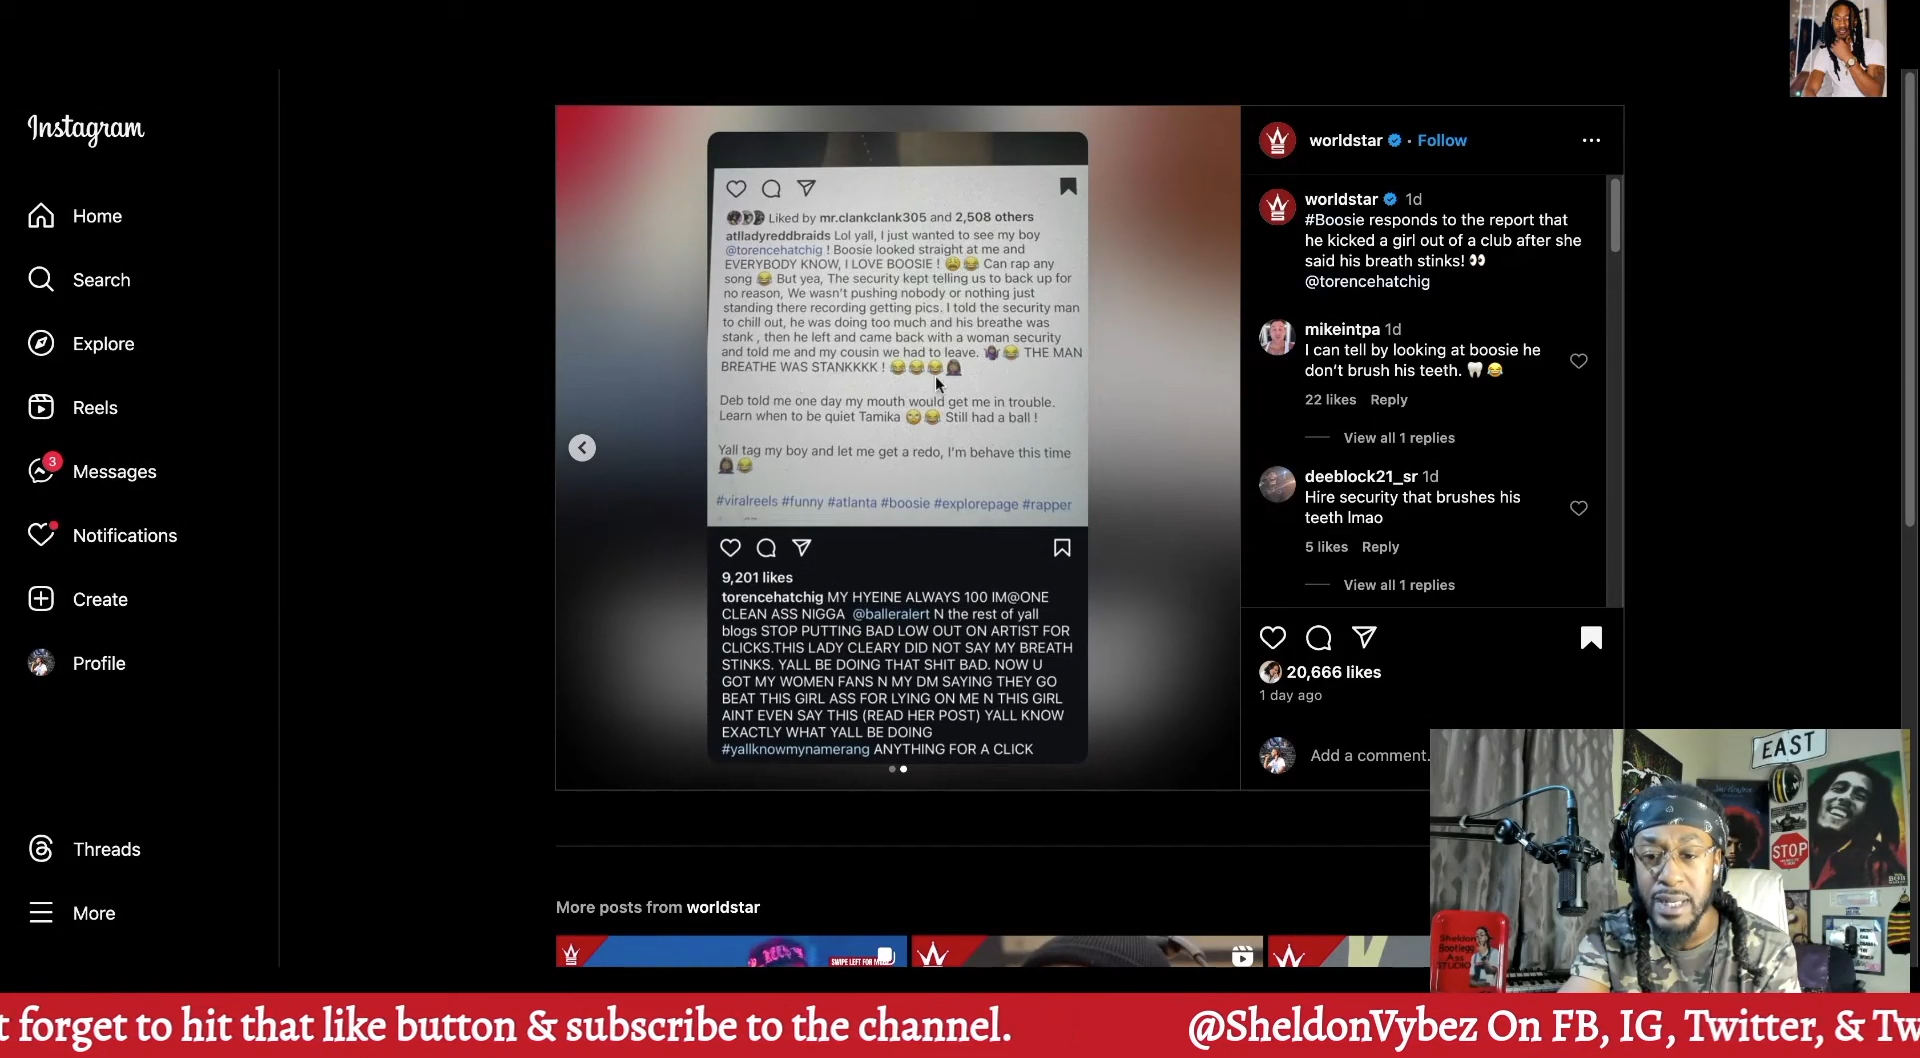 Instagram
Home
Search
Explore
Reels
3
Messages
Notifications
Create
Profile
Threads
More
Liked by mr.clankclank305 and 2,508 others
atlladyreddbraids Lol yall, I just wanted to see my boy
@torencehatchig ! Boosie looked straight at me and
EVERYBODY KNOW, I LOVE BOOSIE ! 😩😂 Can rap any
song 😂 But yea, The security kept telling us to back up for
no reason, We wasn't pushing nobody or nothing just
standing there recording getting pics. I told the security man
to chill out, he was doing too much and his breathe was
stank , then he left and came back with a woman security
and told me and my cousin we had to leave. 🤷🏾‍♀️😂 THE MAN
BREATHE WAS STANKKKK ! 😂😂😂🤦🏾‍♀️
Deb told me one day my mouth would get me in trouble.
Learn when to be quiet Tamika 🙄😂 Still had a ball !
Yall tag my boy and let me get a redo, I'm behave this time
🤦🏾‍♀️😂
#viralreels #funny #atlanta #boosie #explorepage #rapper
9,201 likes
torencehatchig MY HYEINE ALWAYS 100 IM@ONE
CLEAN ASS NIGGA @balleralert N the rest of yall
blogs STOP PUTTING BAD LOW OUT ON ARTIST FOR
CLICKS.THIS LADY CLEARY DID NOT SAY MY BREATH
STINKS. YALL BE DOING THAT SHIT BAD. NOW U
GOT MY WOMEN FANS N MY DM SAYING THEY GO
BEAT THIS GIRL ASS FOR LYING ON ME N THIS GIRL
AINT EVEN SAY THIS (READ HER POST) YALL KNOW
EXACTLY WHAT YALL BE DOING
#yallknowmynamerang ANYTHING FOR A CLICK
worldstar · Follow
worldstar 1d
#Boosie responds to the report that
he kicked a girl out of a club after she
said his breath stinks! 👀
@torencehatchig
mikeintpa 1d
I can tell by looking at boosie he
don't brush his teeth. 🦷😂
22 likes Reply
View all 1 replies
deeblock21_sr 1d
Hire security that brushes his
teeth lmao
5 likes Reply
View all 1 replies
20,666 likes
1 day ago
Add a comment.
More posts from worldstar
SWIPE LEFT FOR
EAST
STOP
Sheldon
Bootlegg
Ass
STUDIO
t forget to hit that like button & subscribe to the channel.
@SheldonVybez On FB, IG, Twitter, & Tw